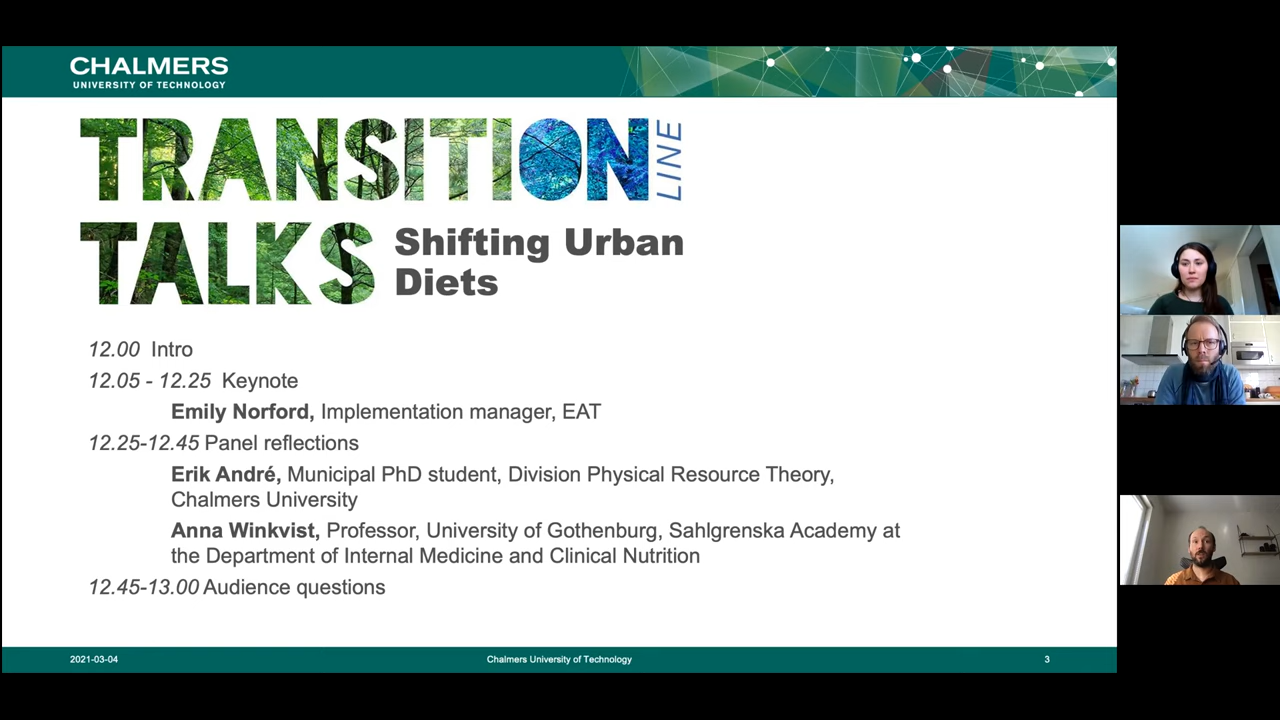 CHALMERS
UNIVERSITY OF TECHNOLOGY
TRANSITION LINE
TALKS
Shifting Urban
Diets
12.00 Intro
12.05 - 12.25 Keynote
Emily Norford, Implementation manager, EAT
12.25-12.45 Panel reflections
Erik André, Municipal PhD student, Division Physical Resource Theory,
Chalmers University
Anna Winkvist, Professor, University of Gothenburg, Sahlgrenska Academy at
the Department of Internal Medicine and Clinical Nutrition
12.45-13.00 Audience questions
2021-03-04
Chalmers University of Technology
3